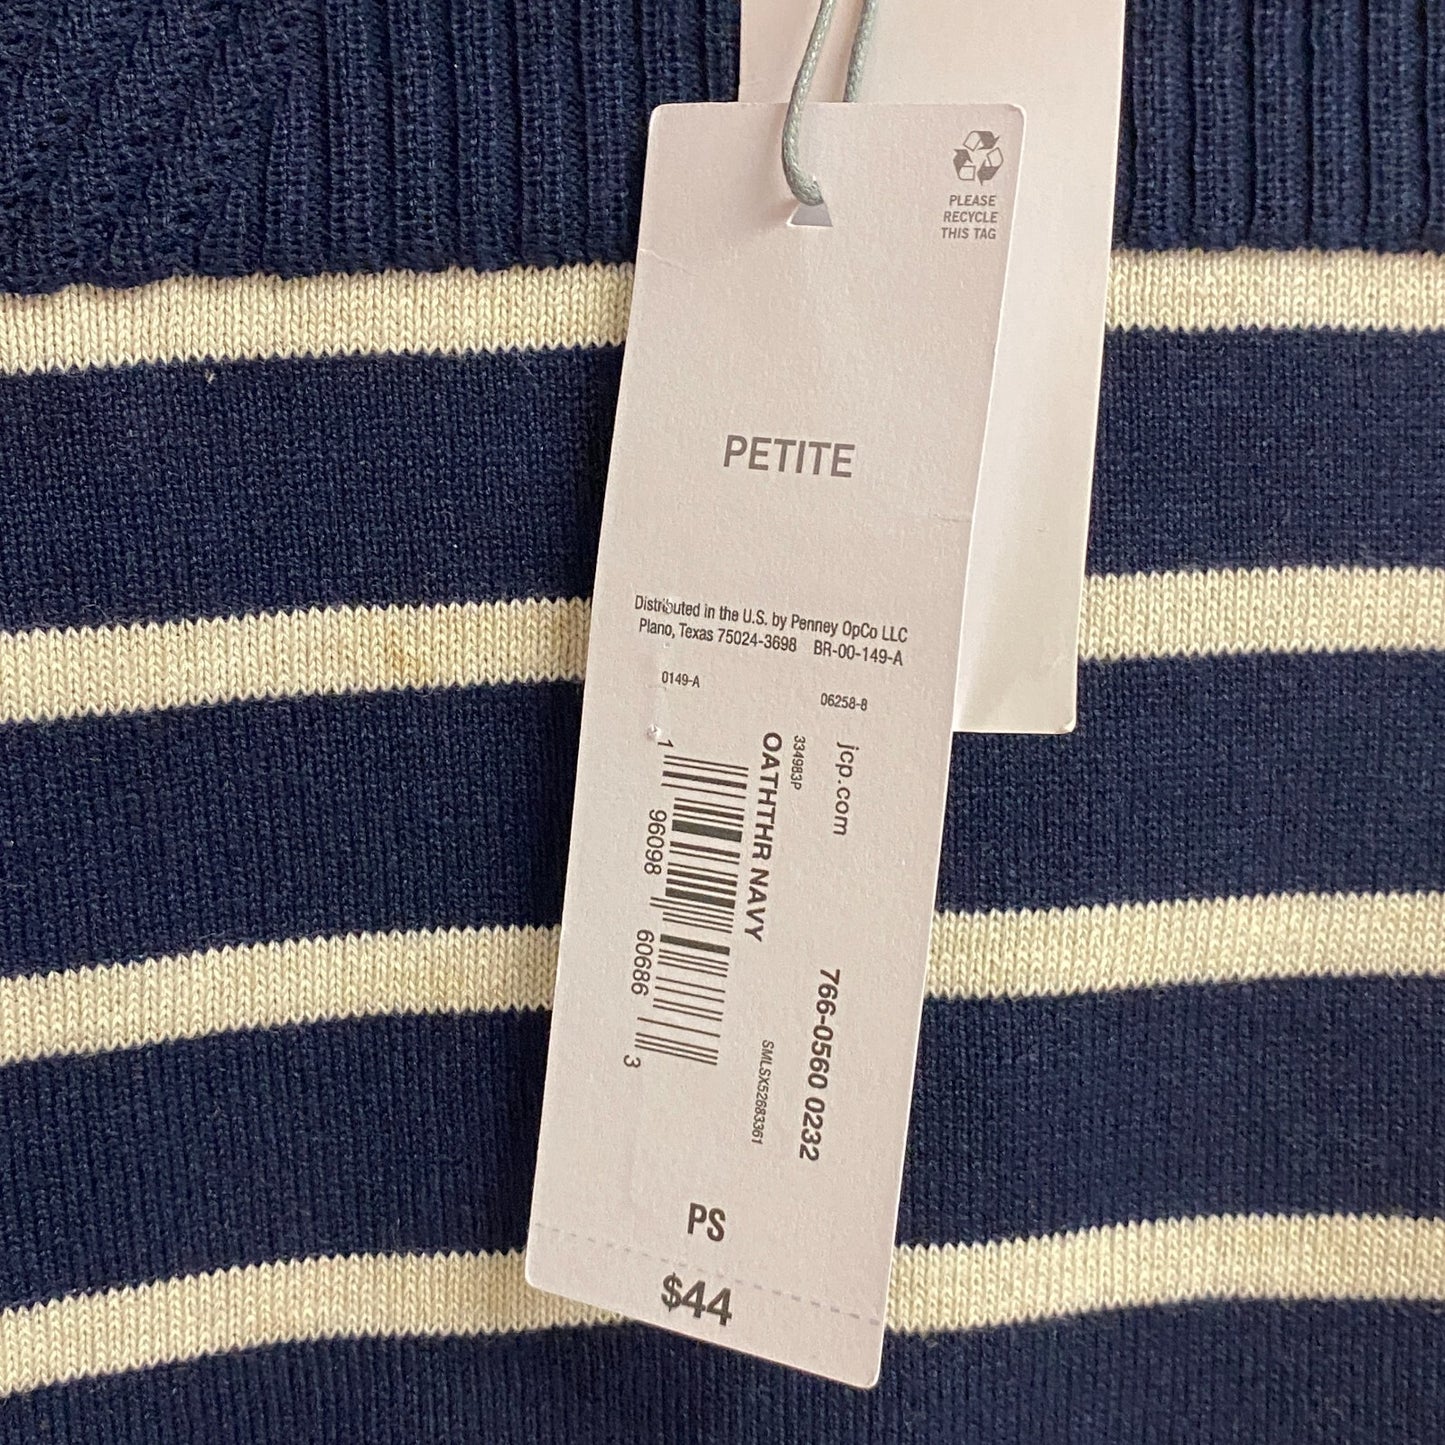 PLEASE
RECYCLE
THIS TAG
PETITE
Distributed in the U.S. by Penney OpCo LLC
Plano, Texas 75024-3698 BR-00-149-A
0149-A
06258-8
jcp.com
334983P
OATHTHR NAVY
1 96098 60686 3
766-0560 0232
SMLSX52683361
PS
$44